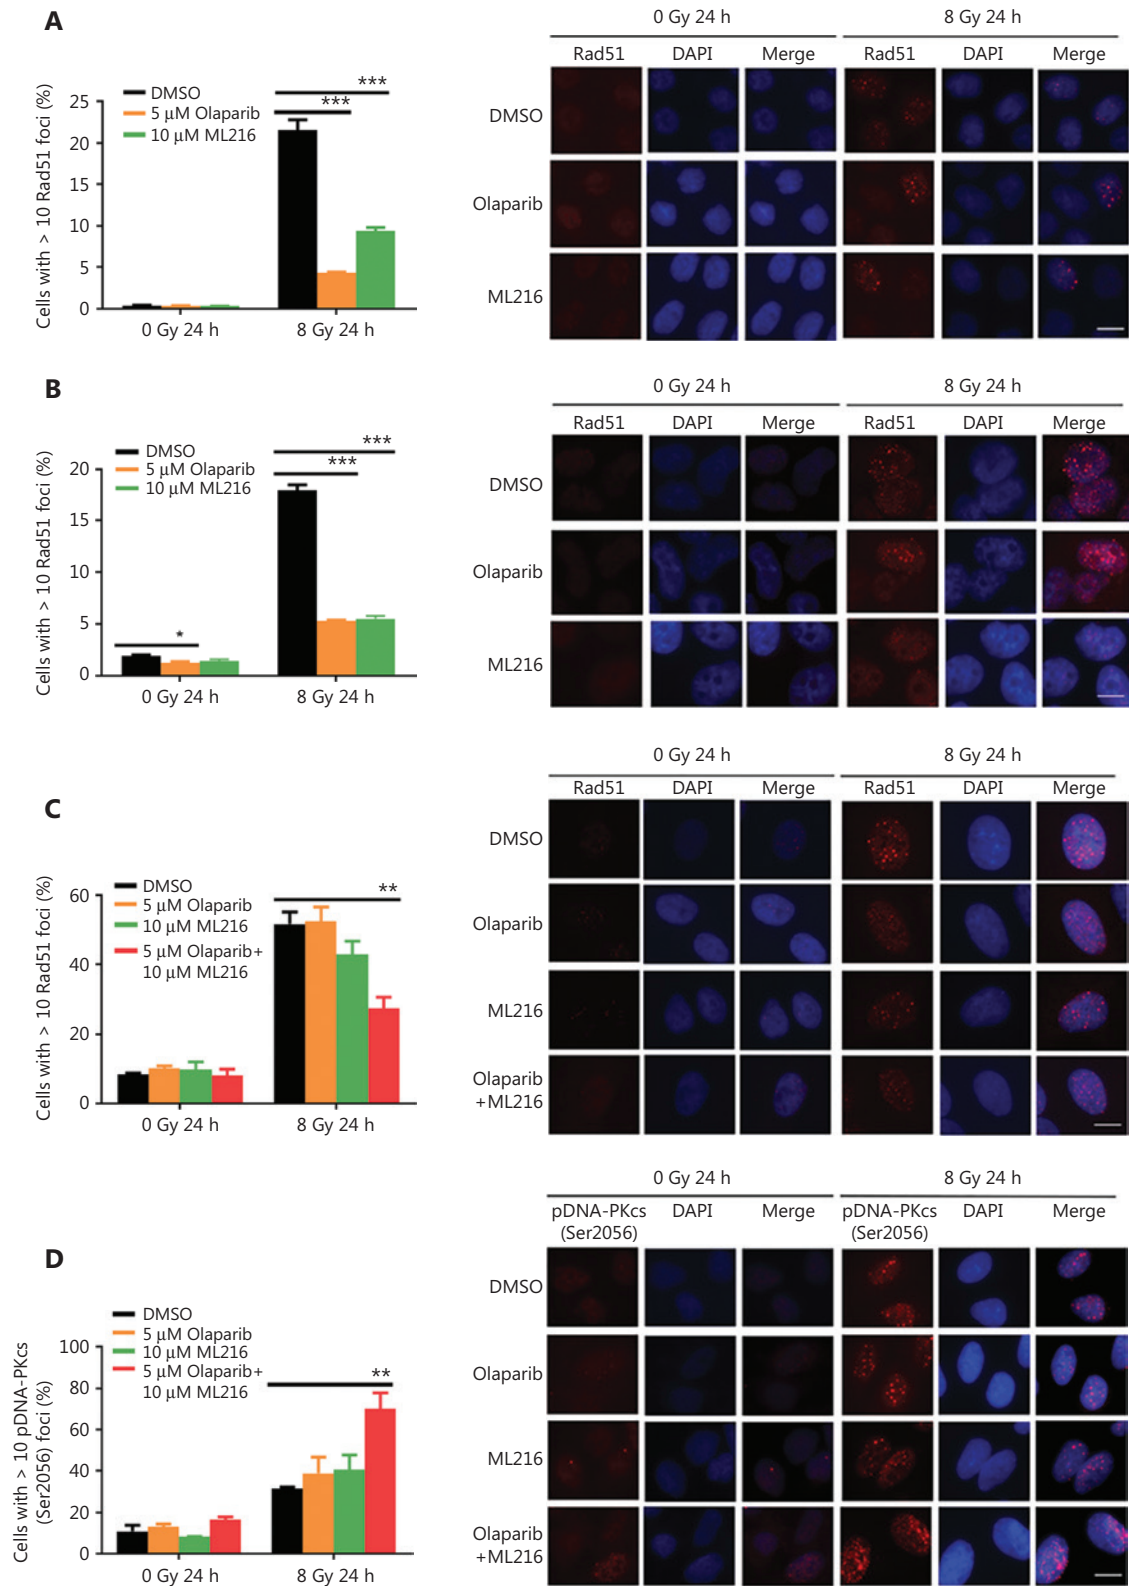 A
Cells with > 10 Rad51 foci (%)
DMSO
5 μM Olaparib
10 μM ML216
25
20
15
10
5
0
***
***
0 Gy 24 h
8 Gy 24 h
0 Gy 24 h
8 Gy 24 h
Rad51
DAPI
Merge
Rad51
DAPI
Merge
DMSO
Olaparib
ML216
B
Cells with > 10 Rad51 foci (%)
DMSO
5 μM Olaparib
10 μM ML216
20
15
10
5
0
*
***
***
0 Gy 24 h
8 Gy 24 h
0 Gy 24 h
8 Gy 24 h
Rad51
DAPI
Merge
Rad51
DAPI
Merge
DMSO
Olaparib
ML216
C
Cells with > 10 Rad51 foci (%)
DMSO
5 μM Olaparib
10 μM ML216
5 μM Olaparib+
10 μM ML216
60
40
20
0
**
0 Gy 24 h
8 Gy 24 h
0 Gy 24 h
8 Gy 24 h
Rad51
DAPI
Merge
Rad51
DAPI
Merge
DMSO
Olaparib
ML216
Olaparib
+ML216
D
Cells with > 10 pDNA-PKcs
(Ser2056) foci (%)
DMSO
5 μM Olaparib
10 μM ML216
5 μM Olaparib+
10 μM ML216
100
80
60
40
20
0
**
0 Gy 24 h
8 Gy 24 h
0 Gy 24 h
8 Gy 24 h
pDNA-PKcs
(Ser2056)
DAPI
Merge
pDNA-PKcs
(Ser2056)
DAPI
Merge
DMSO
Olaparib
ML216
Olaparib
+ML216